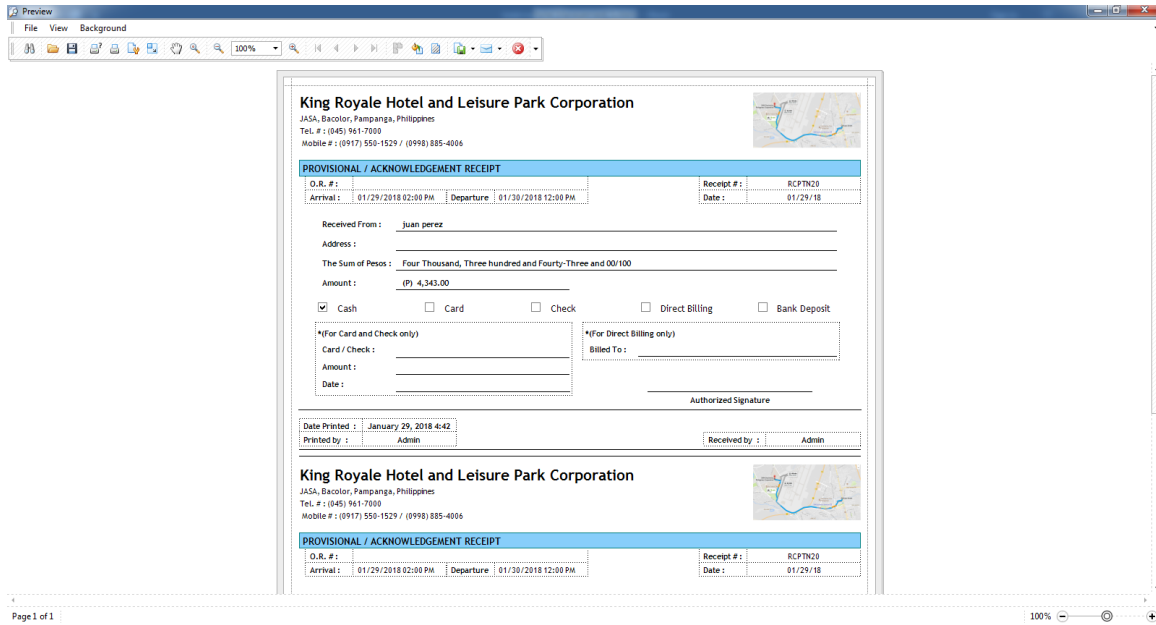 Preview
File View Background
100%
King Royale Hotel and Leisure Park Corporation
JASA, Bacolor, Pampanga, Philippines
Tel. # : (045) 961-7000
Mobile # : (0917) 550-1529 / (0998) 885-4006
PROVISIONAL / ACKNOWLEDGEMENT RECEIPT
O.R. # : Receipt # : RCPTN20
Arrival : 01/29/2018 02:00 PM Departure 01/30/2018 12:00 PM Date : 01/29/18
Received From : juan perez
Address :
The Sum of Pesos : Four Thousand, Three hundred and Fourty-Three and 00/100
Amount : (P) 4,343.00
Cash Card Check Direct Billing Bank Deposit
*(For Card and Check only) *(For Direct Billing only)
Card / Check : Billed To :
Amount :
Date :
Authorized Signature
Date Printed : January 29, 2018 4:42
Printed by : Admin Received by : Admin
King Royale Hotel and Leisure Park Corporation
JASA, Bacolor, Pampanga, Philippines
Tel. # : (045) 961-7000
Mobile # : (0917) 550-1529 / (0998) 885-4006
PROVISIONAL / ACKNOWLEDGEMENT RECEIPT
O.R. # : Receipt # : RCPTN20
Arrival : 01/29/2018 02:00 PM Departure 01/30/2018 12:00 PM Date : 01/29/18
Page 1 of 1 100%